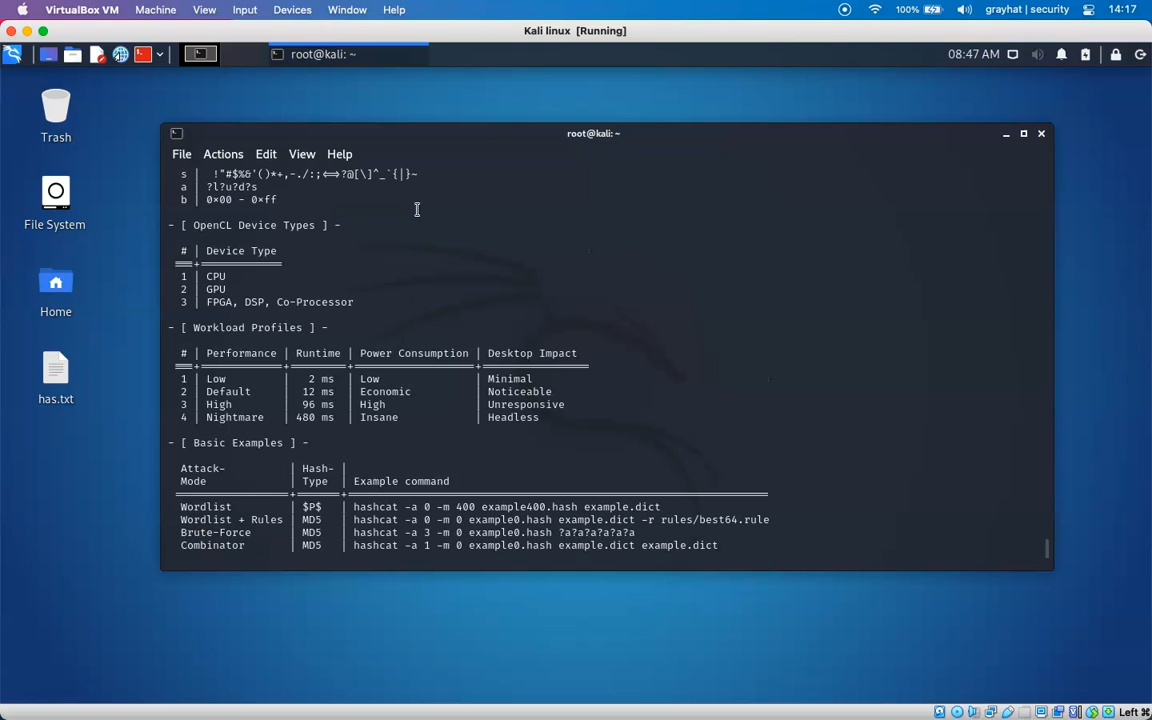 VirtualBox VM Machine View Input Devices Window Help 100% grayhat | security 14:17
Kali linux [Running]
root@kali: ~ 08:47 AM
Trash
File System
Home
has.txt
root@kali: ~
File Actions Edit View Help
s | !"#$%&'()*+,-./:;<=>?@[\]^_`{|}~
a | ?l?u?d?s
b | 0x00 - 0xff
- [ OpenCL Device Types ] -
# | Device Type
===+=============
1 | CPU
2 | GPU
3 | FPGA, DSP, Co-Processor
- [ Workload Profiles ] -
# | Performance | Runtime | Power Consumption | Desktop Impact
===+=============+=========+===================+=================
1 | Low | 2 ms | Low | Minimal
2 | Default | 12 ms | Economic | Noticeable
3 | High | 96 ms | High | Unresponsive
4 | Nightmare | 480 ms | Insane | Headless
- [ Basic Examples ] -
Attack- | Hash- |
Mode | Type | Example command
==================+=======+==================================================================
Wordlist | $P$ | hashcat -a 0 -m 400 example400.hash example.dict
Wordlist + Rules | MD5 | hashcat -a 0 -m 0 example0.hash example.dict -r rules/best64.rule
Brute-Force | MD5 | hashcat -a 3 -m 0 example0.hash ?a?a?a?a?a?a
Combinator | MD5 | hashcat -a 1 -m 0 example0.hash example.dict example.dict
Left ⌘